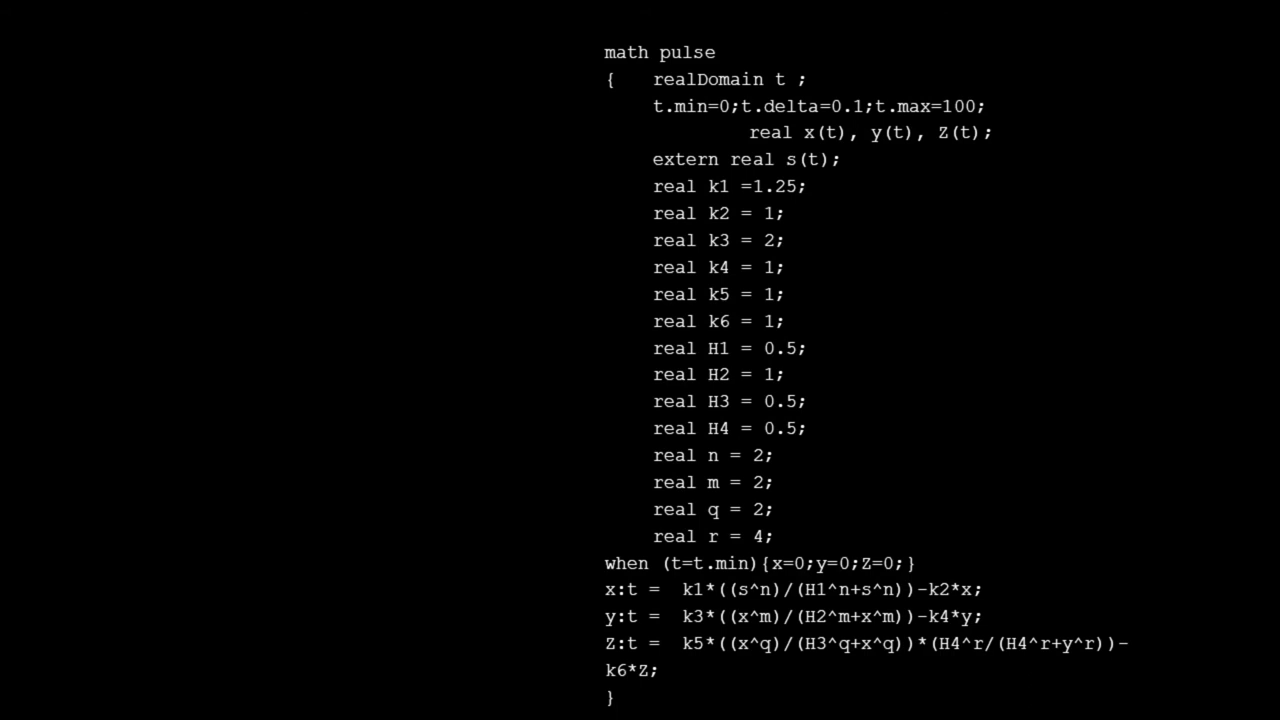 math pulse
{ realDomain t ;
t.min=0;t.delta=0.1;t.max=100;
real x(t), y(t), Z(t);
extern real s(t);
real k1 =1.25;
real k2 = 1;
real k3 = 2;
real k4 = 1;
real k5 = 1;
real k6 = 1;
real H1 = 0.5;
real H2 = 1;
real H3 = 0.5;
real H4 = 0.5;
real n = 2;
real m = 2;
real q = 2;
real r = 4;
when (t=t.min){x=0;y=0;Z=0;}
x:t = k1*((s^n)/(H1^n+s^n))-k2*x;
y:t = k3*((x^m)/(H2^m+x^m))-k4*y;
Z:t = k5*((x^q)/(H3^q+x^q))*(H4^r/(H4^r+y^r))-
k6*Z;
}